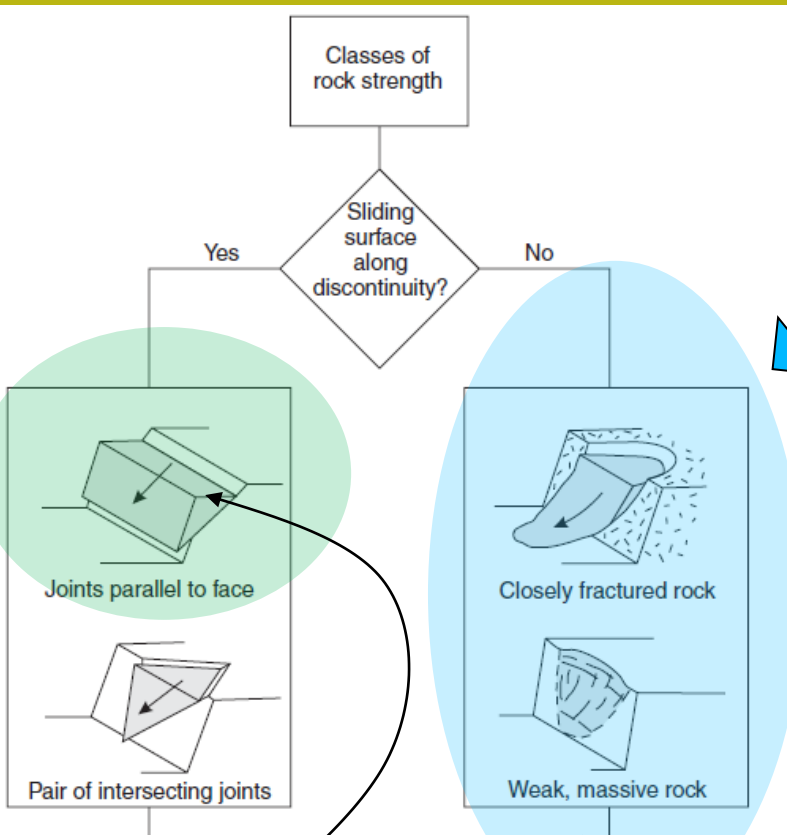 Classes of
rock strength
Sliding
surface
along
discontinuity?
Yes
No
Joints parallel to face
Closely fractured rock
Pair of intersecting joints
Weak, massive rock